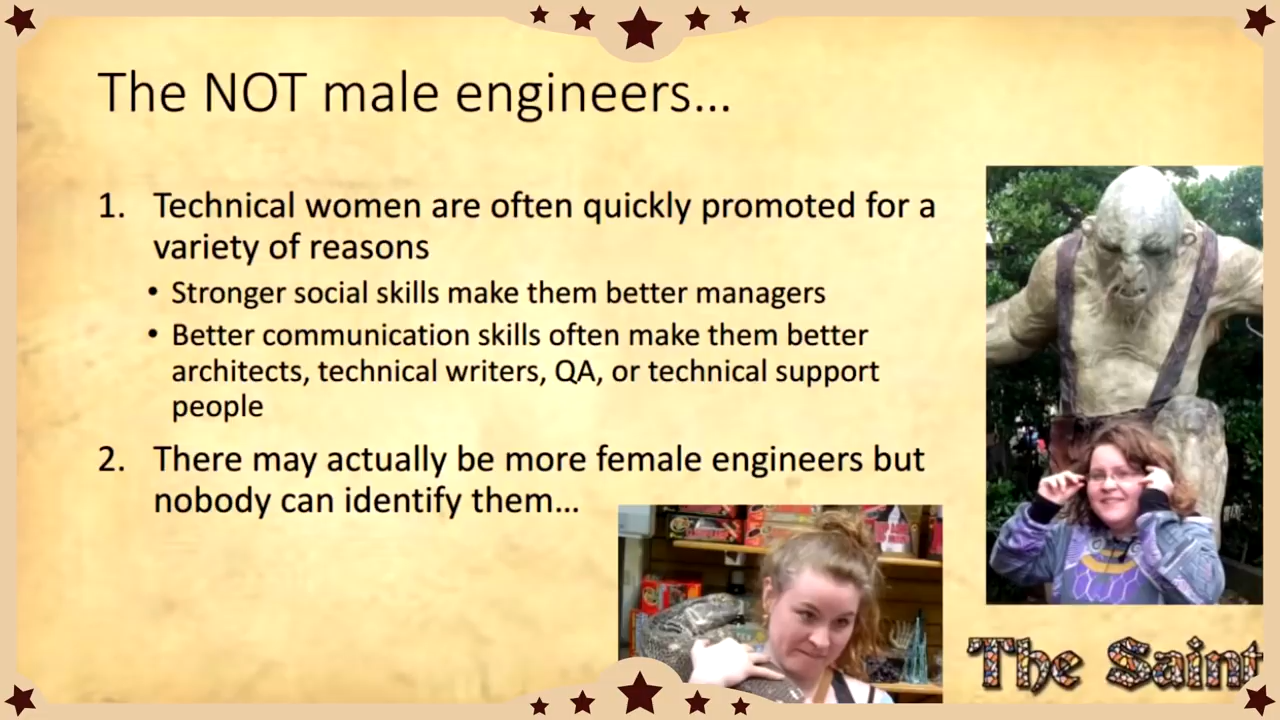 The NOT male engineers...
1. Technical women are often quickly promoted for a
variety of reasons
• Stronger social skills make them better managers
• Better communication skills often make them better
architects, technical writers, QA, or technical support
people
2. There may actually be more female engineers but
nobody can identify them...
The Saint